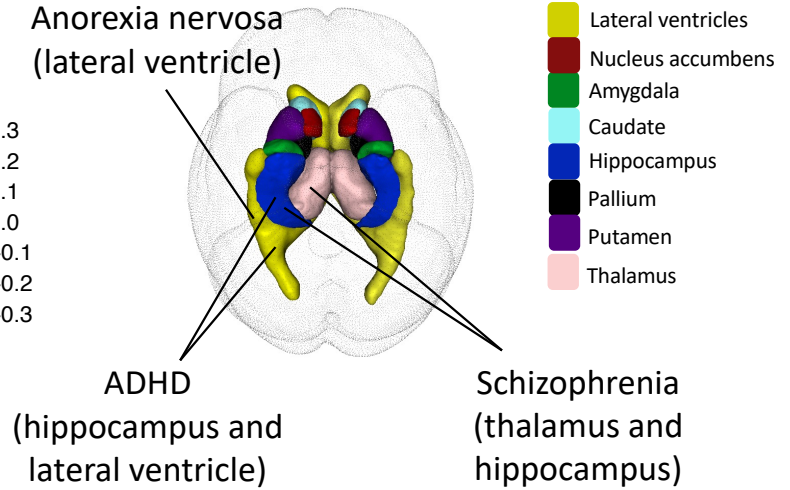 Anorexia nervosa
(lateral ventricle)
.3
.2
.1
.0
0.1
0.2
0.3
Lateral ventricles
Nucleus accumbens
Amygdala
Caudate
Hippocampus
Pallium
Putamen
Thalamus
ADHD
(hippocampus and
lateral ventricle)
Schizophrenia
(thalamus and
hippocampus)